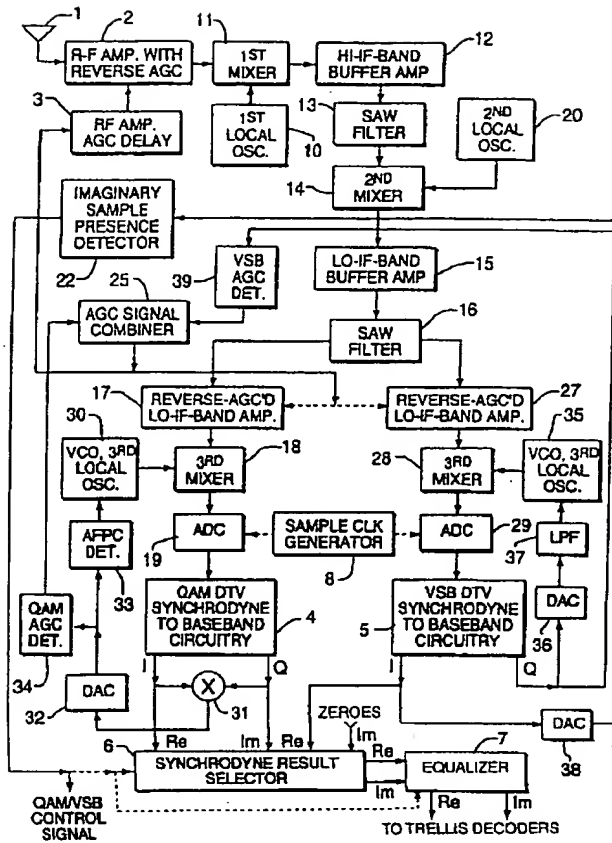 1
2
R-F AMP. WITH
REVERSE AGC
11
1ST
MIXER
HI-IF-BAND
BUFFER AMP
12
3
RF AMP.
AGC DELAY
1ST
LOCAL
OSC.
10
13
SAW
FILTER
2ND
LOCAL
OSC.
20
14
2ND
MIXER
IMAGINARY
SAMPLE
PRESENCE
DETECTOR
22
VSB
AGC
DET.
39
LO-IF-BAND
BUFFER AMP
15
25
AGC SIGNAL
COMBINER
SAW
FILTER
16
17
REVERSE-AGC'D
LO-IF-BAND AMP.
REVERSE-AGC'D
LO-IF-BAND AMP.
27
30
VCO, 3RD
LOCAL
OSC.
3RD
MIXER
18
28
3RD
MIXER
35
VCO, 3RD
LOCAL
OSC.
AFPC
DET.
33
ADC
19
SAMPLE CLK
GENERATOR
8
ADC
29
LPF
37
QAM
AGC
DET.
34
QAM DTV
SYNCHRODYNE
TO BASEBAND
CIRCUITRY
4
5
VSB DTV
SYNCHRODYNE
TO BASEBAND
CIRCUITRY
DAC
36
DAC
32
I
Q
X
31
I
Q
ZEROES
DAC
38
Re
Im
Re
Im
6
SYNCHRODYNE RESULT
SELECTOR
Re
Im
7
EQUALIZER
QAM/VSB
CONTROL
SIGNAL
Re
Im
TO TRELLIS DECODERS